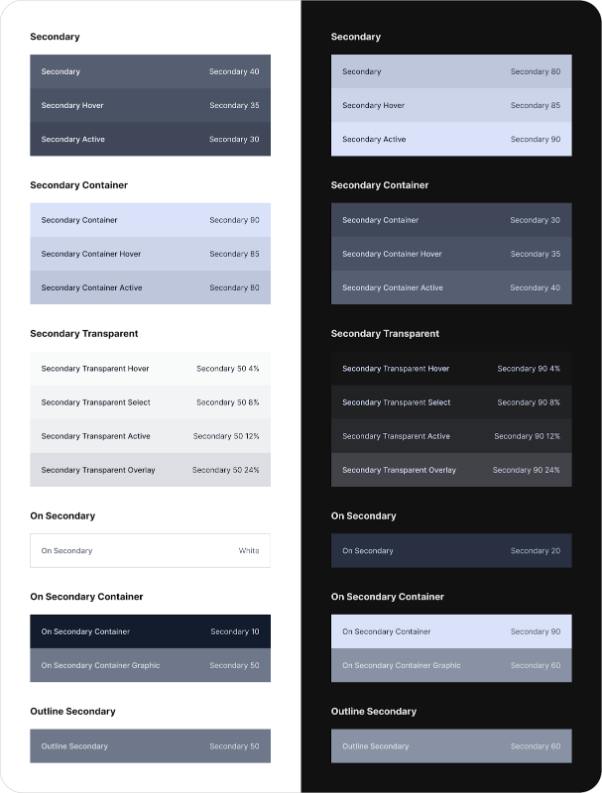 Secondary
Secondary Secondary 40
Secondary Hover Secondary 35
Secondary Active Secondary 30
Secondary Container
Secondary Container Secondary 90
Secondary Container Hover Secondary 85
Secondary Container Active Secondary 80
Secondary Transparent
Secondary Transparent Hover Secondary 50 4%
Secondary Transparent Select Secondary 50 8%
Secondary Transparent Active Secondary 50 12%
Secondary Transparent Overlay Secondary 50 24%
On Secondary
On Secondary White
On Secondary Container
On Secondary Container Secondary 10
On Secondary Container Graphic Secondary 50
Outline Secondary
Outline Secondary Secondary 50
Secondary
Secondary Secondary 80
Secondary Hover Secondary 85
Secondary Active Secondary 90
Secondary Container
Secondary Container Secondary 30
Secondary Container Hover Secondary 35
Secondary Container Active Secondary 40
Secondary Transparent
Secondary Transparent Hover Secondary 90 4%
Secondary Transparent Select Secondary 90 8%
Secondary Transparent Active Secondary 90 12%
Secondary Transparent Overlay Secondary 90 24%
On Secondary
On Secondary Secondary 20
On Secondary Container
On Secondary Container Secondary 90
On Secondary Container Graphic Secondary 60
Outline Secondary
Outline Secondary Secondary 60